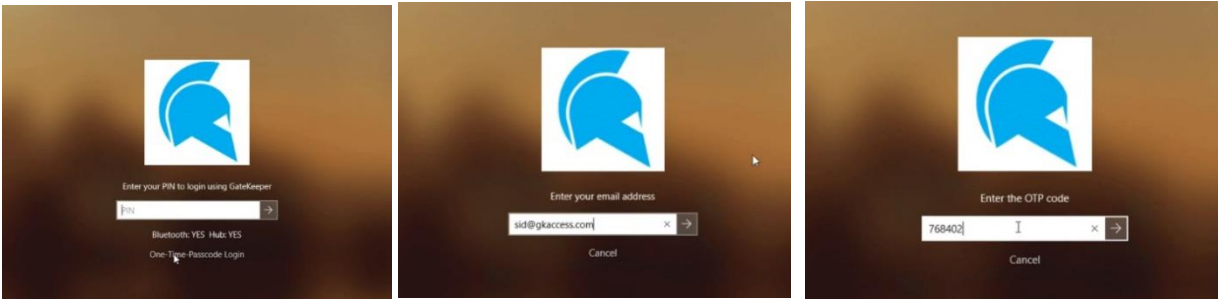 Enter your PIN to login using GateKeeper
PIN
Bluetooth: YES Hub: YES
One-Time-Passcode Login
Enter your email address
sid@gkaccess.com
Cancel
Enter the OTP code
768402
Cancel